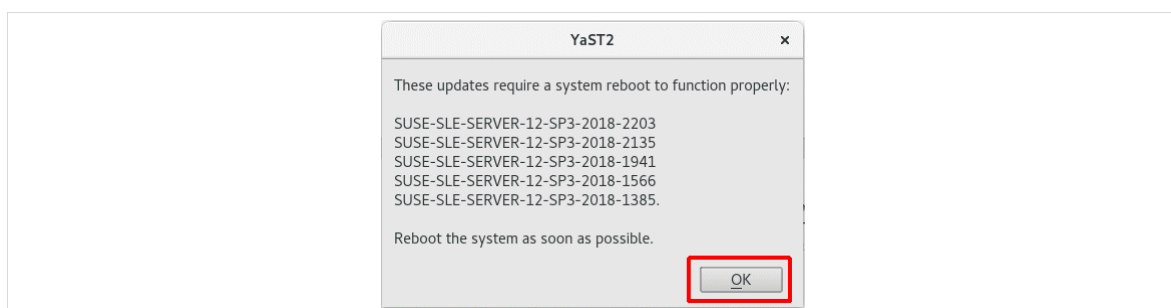 YaST2 ×
These updates require a system reboot to function properly:
SUSE-SLE-SERVER-12-SP3-2018-2203
SUSE-SLE-SERVER-12-SP3-2018-2135
SUSE-SLE-SERVER-12-SP3-2018-1941
SUSE-SLE-SERVER-12-SP3-2018-1566
SUSE-SLE-SERVER-12-SP3-2018-1385.
Reboot the system as soon as possible.
OK